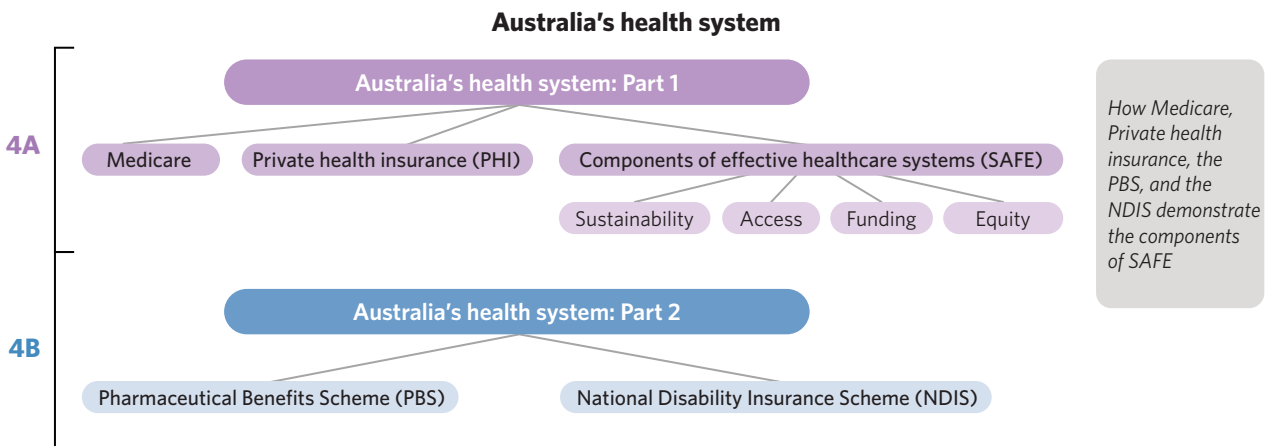 Australia's health system
4A
Australia's health system: Part 1
Medicare
Private health insurance (PHI)
Components of effective healthcare systems (SAFE)
Sustainability
Access
Funding
Equity
How Medicare,
Private health
insurance, the
PBS, and the
NDIS demonstrate
the components
of SAFE
4B
Australia's health system: Part 2
Pharmaceutical Benefits Scheme (PBS)
National Disability Insurance Scheme (NDIS)